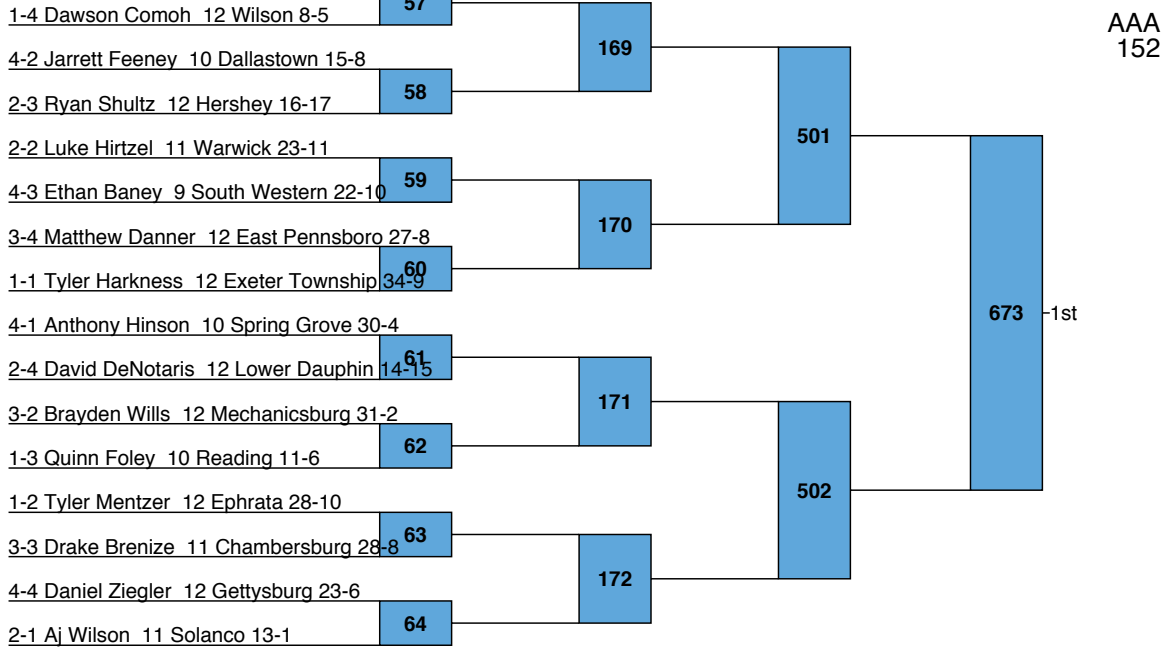 57
1-4 Dawson Comoh 12 Wilson 8-5
AAA
152
169
4-2 Jarrett Feeney 10 Dallastown 15-8
58
2-3 Ryan Shultz 12 Hershey 16-17
501
2-2 Luke Hirtzel 11 Warwick 23-11
59
4-3 Ethan Baney 9 South Western 22-10
170
3-4 Matthew Danner 12 East Pennsboro 27-8
60
1-1 Tyler Harkness 12 Exeter Township 34-9
673
1st
4-1 Anthony Hinson 10 Spring Grove 30-4
61
2-4 David DeNotaris 12 Lower Dauphin 14-15
171
3-2 Brayden Wills 12 Mechanicsburg 31-2
62
1-3 Quinn Foley 10 Reading 11-6
502
1-2 Tyler Mentzer 12 Ephrata 28-10
63
3-3 Drake Brenize 11 Chambersburg 28-8
172
4-4 Daniel Ziegler 12 Gettysburg 23-6
64
2-1 Aj Wilson 11 Solanco 13-1